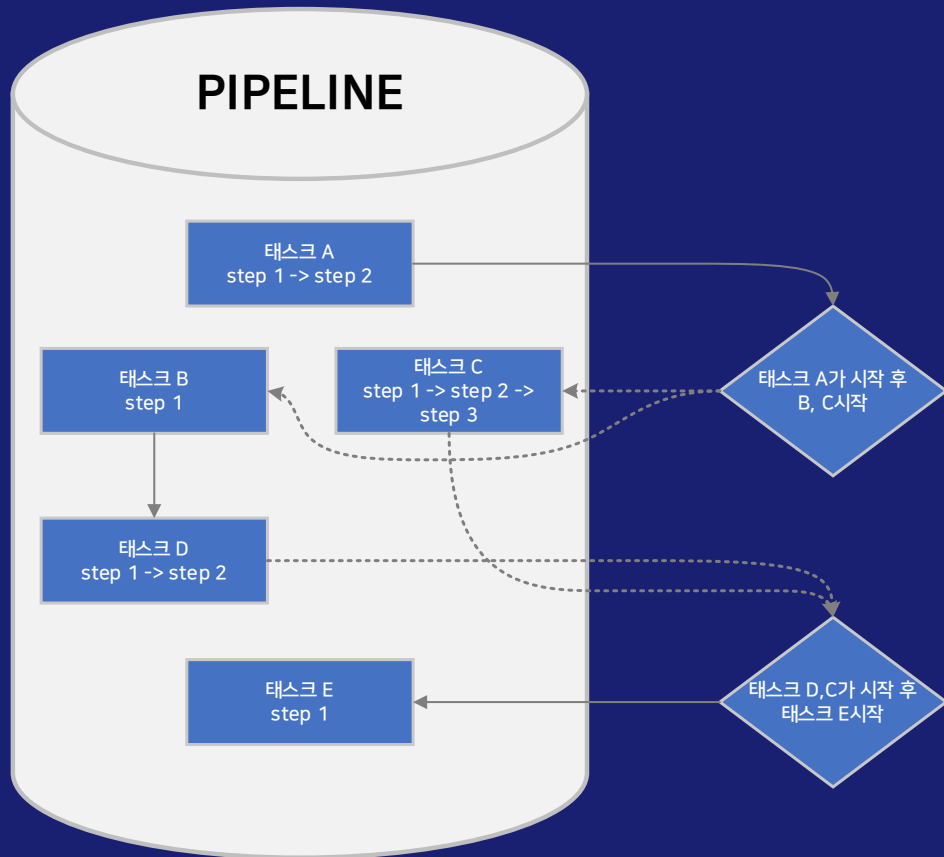 PIPELINE
태스크 A
step 1 -> step 2
태스크 B
step 1
태스크 C
step 1 -> step 2 ->
step 3
태스크 A가 시작 후
B, C시작
태스크 D
step 1 -> step 2
태스크 E
step 1
태스크 D,C가 시작 후
태스크 E시작